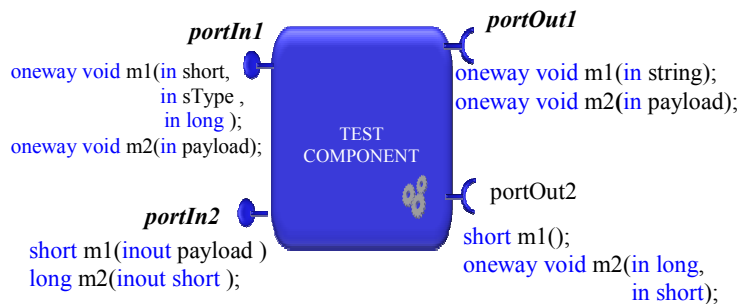 portIn1
oneway void m1(in short,
in sType ,
in long );
oneway void m2(in payload);
portOut1
oneway void m1(in string);
oneway void m2(in payload);
TEST
COMPONENT
portIn2
short m1(inout payload )
long m2(inout short );
portOut2
short m1();
oneway void m2(in long,
in short);